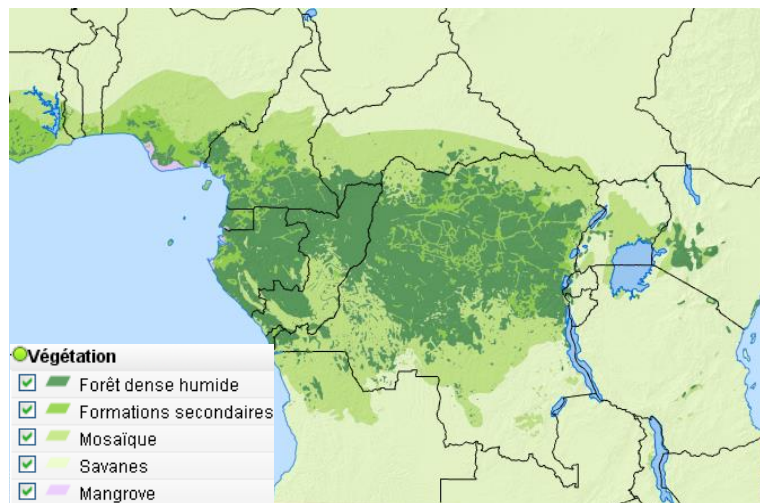 Végétation
Forêt dense humide
Formations secondaires
Mosaïque
Savanes
Mangrove